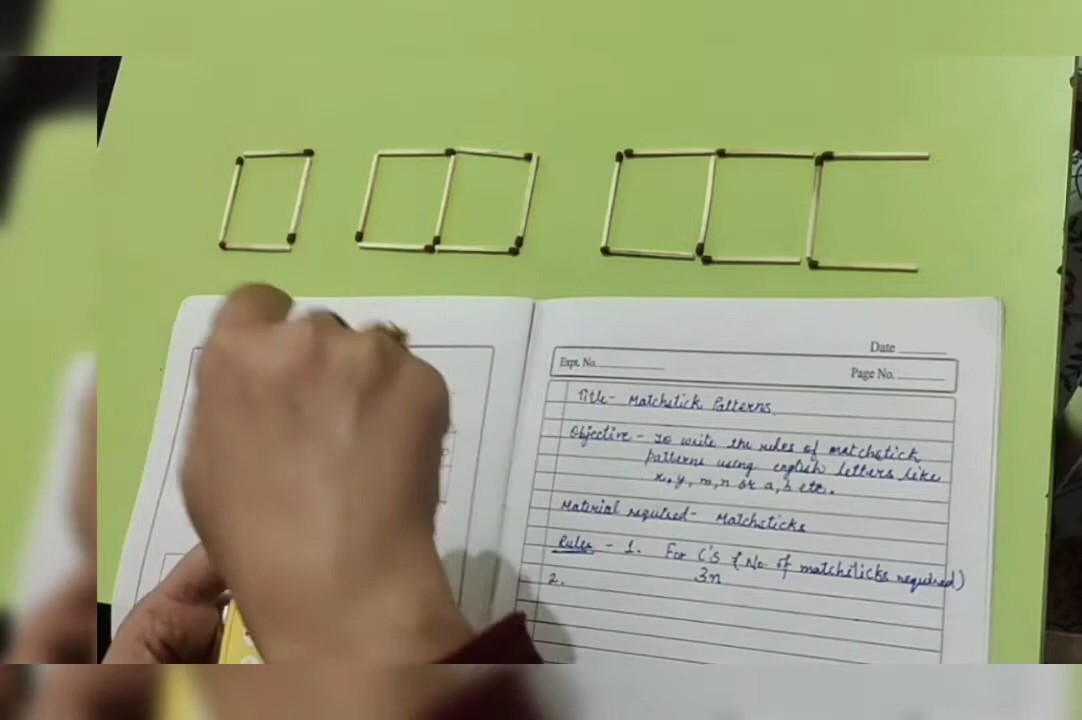 Date
Expt. No.
Page No.
Title- Matchstick Patterns.
Objective - To write the rules of matchstick
patterns using english letters like
x, y, m, n or a, b etc.
Material required- Matchsticks
Rules - 1. For C's (No. of matchsticks required)
2. 3n